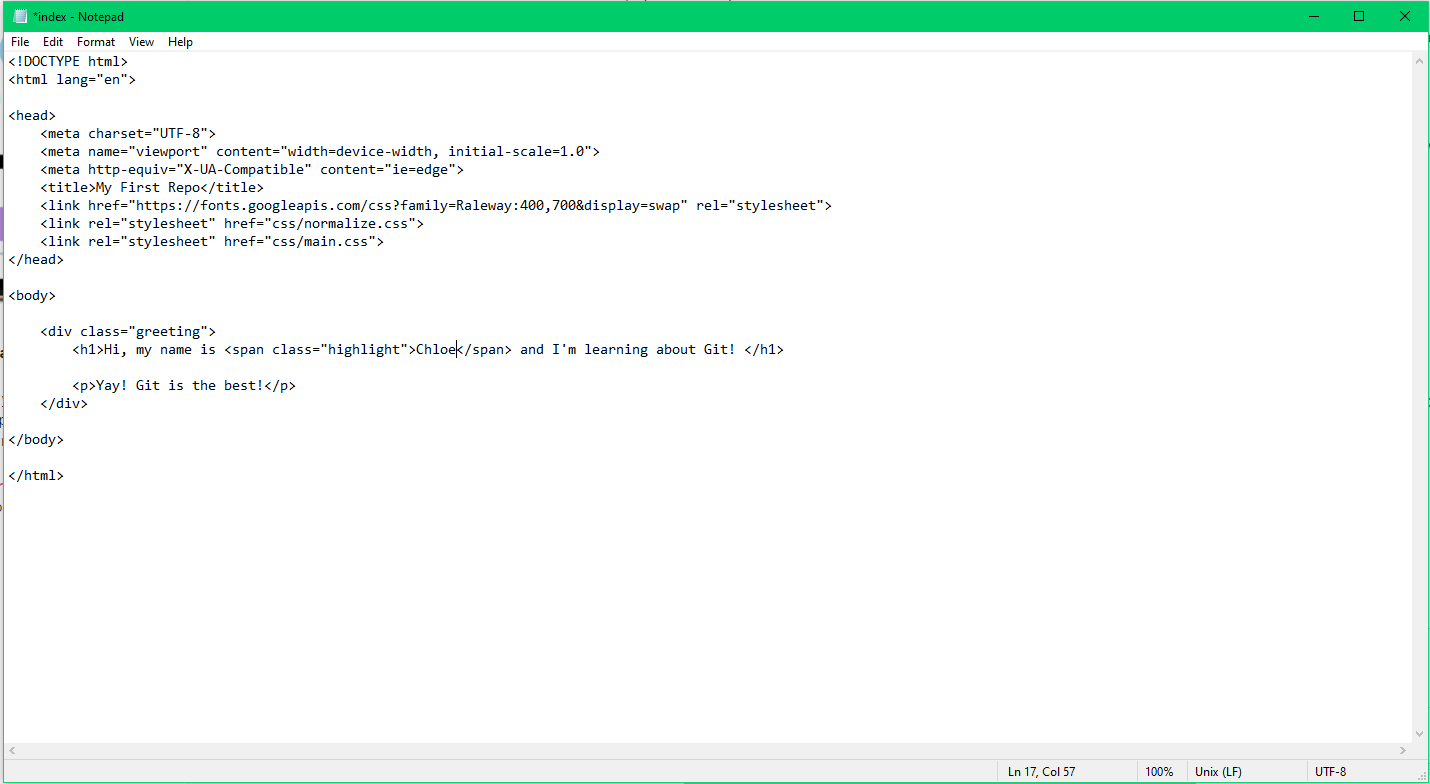 *index - Notepad
File Edit Format View Help
<!DOCTYPE html>
<html lang="en">
<head>
    <meta charset="UTF-8">
    <meta name="viewport" content="width=device-width, initial-scale=1.0">
    <meta http-equiv="X-UA-Compatible" content="ie=edge">
    <title>My First Repo</title>
    <link href="https://fonts.googleapis.com/css?family=Raleway:400,700&display=swap" rel="stylesheet">
    <link rel="stylesheet" href="css/normalize.css">
    <link rel="stylesheet" href="css/main.css">
</head>
<body>
    <div class="greeting">
        <h1>Hi, my name is <span class="highlight">Chloe</span> and I'm learning about Git! </h1>
        <p>Yay! Git is the best!</p>
    </div>
</body>
</html>
Ln 17, Col 57 100% Unix (LF) UTF-8